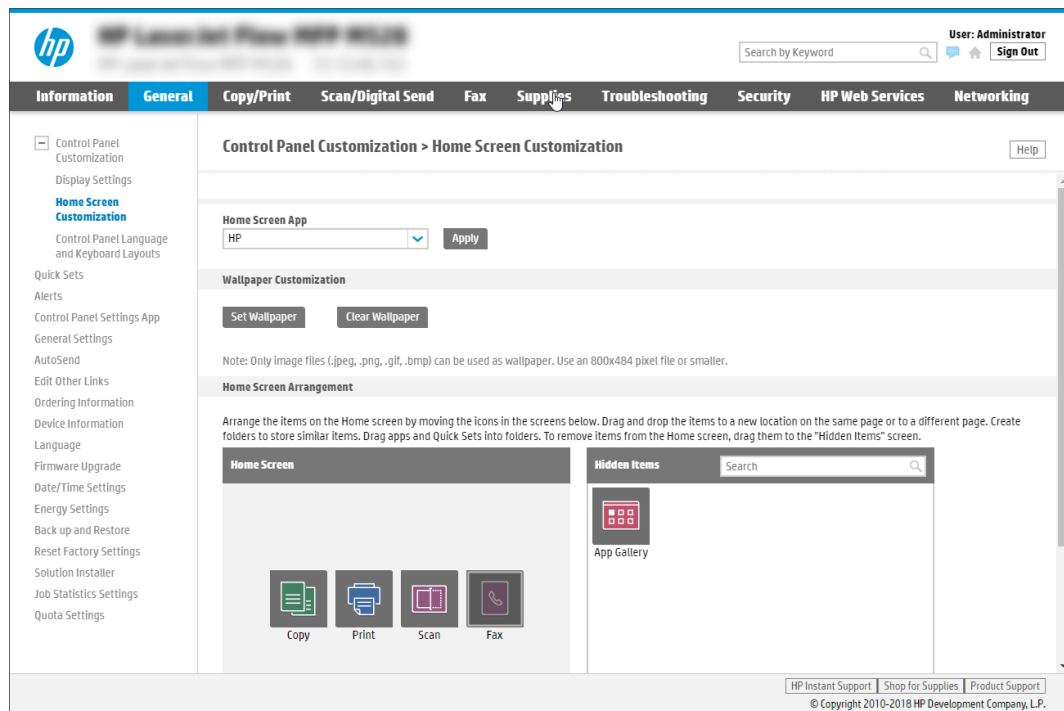 hp
HP LaserJet Flow MFP M528
User: Administrator
Search by Keyword
Sign Out
Information General Copy/Print Scan/Digital Send Fax Supplies Troubleshooting Security HP Web Services Networking
Control Panel
Customization
Display Settings
Home Screen
Customization
Control Panel Language
and Keyboard Layouts
Quick Sets
Alerts
Control Panel Settings App
General Settings
AutoSend
Edit Other Links
Ordering Information
Device Information
Language
Firmware Upgrade
Date/Time Settings
Energy Settings
Back up and Restore
Reset Factory Settings
Solution Installer
Job Statistics Settings
Quota Settings
Control Panel Customization > Home Screen Customization
Help
Home Screen App
HP
Apply
Wallpaper Customization
Set Wallpaper
Clear Wallpaper
Note: Only image files (.jpeg, .png, .gif, .bmp) can be used as wallpaper. Use an 800x484 pixel file or smaller.
Home Screen Arrangement
Arrange the items on the Home screen by moving the icons in the screens below. Drag and drop the items to a new location on the same page or to a different page. Create
folders to store similar items. Drag apps and Quick Sets into folders. To remove items from the Home screen, drag them to the "Hidden Items" screen.
Home Screen
Copy
Print
Scan
Fax
Hidden Items
Search
App Gallery
HP Instant Support
Shop for Supplies
Product Support
© Copyright 2010-2018 HP Development Company, L.P.